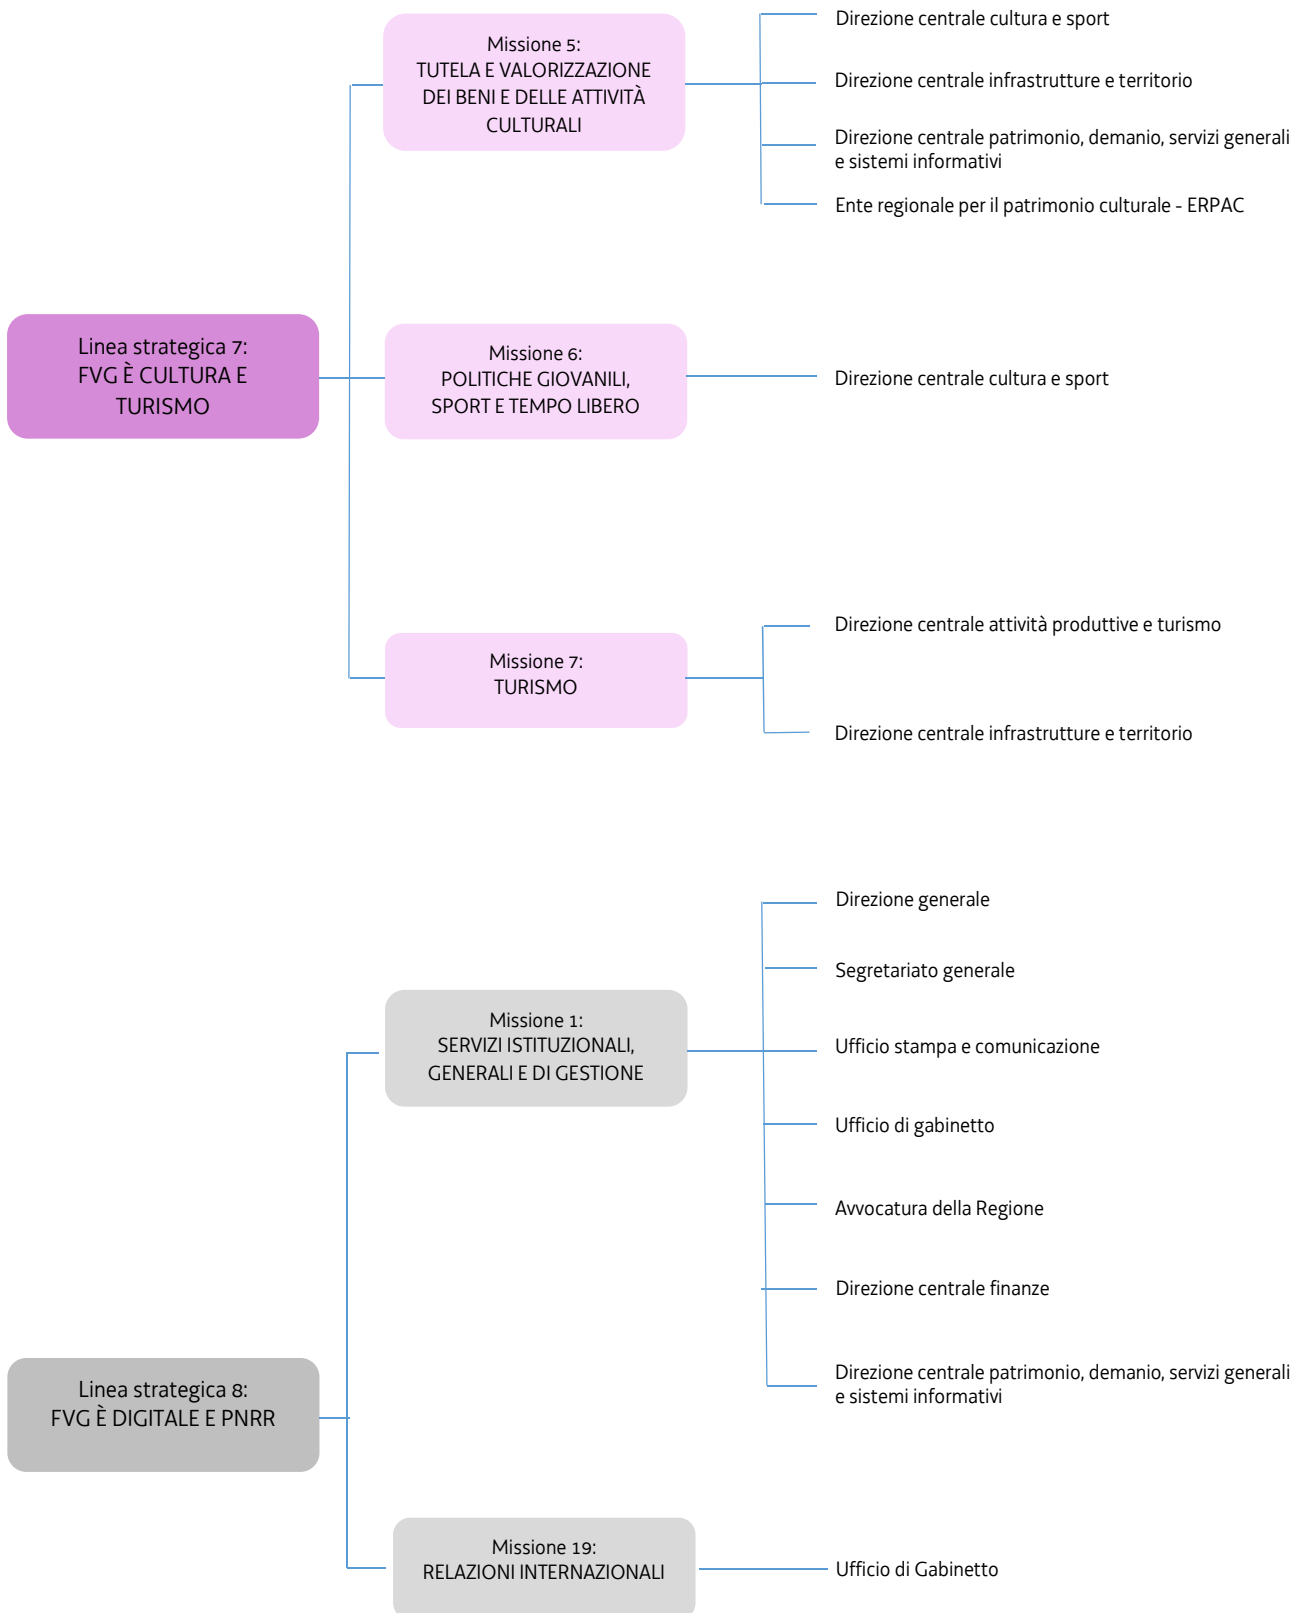 Linea strategica 7:
FVG È CULTURA E
TURISMO
Missione 5:
TUTELA E VALORIZZAZIONE
DEI BENI E DELLE ATTIVITÀ
CULTURALI
Direzione centrale cultura e sport
Direzione centrale infrastrutture e territorio
Direzione centrale patrimonio, demanio, servizi generali
e sistemi informativi
Ente regionale per il patrimonio culturale - ERPAC
Missione 6:
POLITICHE GIOVANILI,
SPORT E TEMPO LIBERO
Direzione centrale cultura e sport
Missione 7:
TURISMO
Direzione centrale attività produttive e turismo
Direzione centrale infrastrutture e territorio
Linea strategica 8:
FVG È DIGITALE E PNRR
Missione 1:
SERVIZI ISTITUZIONALI,
GENERALI E DI GESTIONE
Direzione generale
Segretariato generale
Ufficio stampa e comunicazione
Ufficio di gabinetto
Avvocatura della Regione
Direzione centrale finanze
Direzione centrale patrimonio, demanio, servizi generali
e sistemi informativi
Missione 19:
RELAZIONI INTERNAZIONALI
Ufficio di Gabinetto